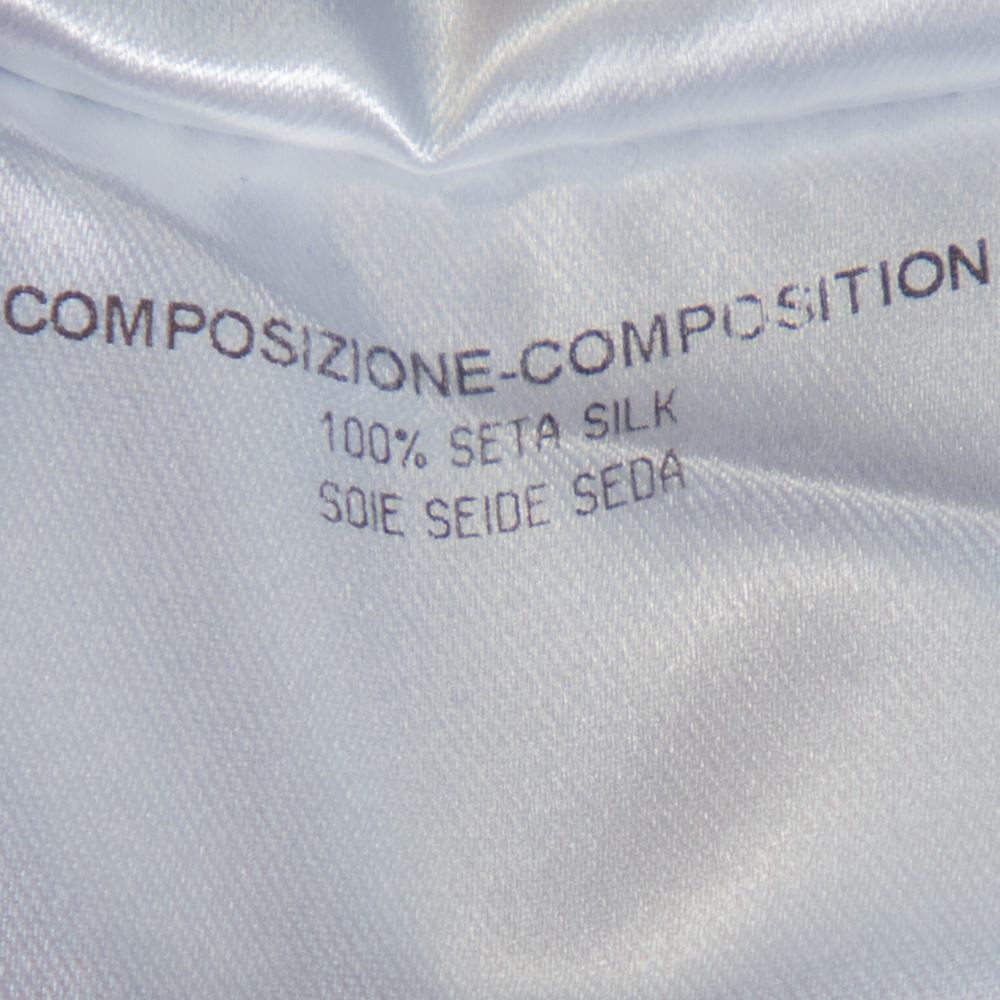 COMPOSIZIONE-COMPOSITION
100% SETA SILK
SOIE SEIDE SEDA